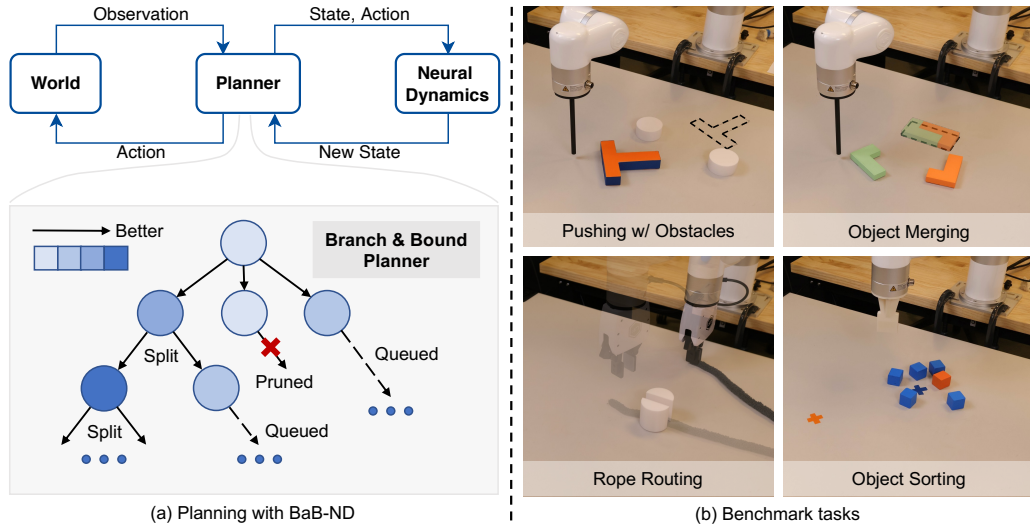 Observation
State, Action
World
Planner
Neural
Dynamics
Action
New State
Better
Branch & Bound
Planner
Split
Queued
Pruned
Split
Queued
(a) Planning with BaB-ND
Pushing w/ Obstacles
Object Merging
Rope Routing
Object Sorting
(b) Benchmark tasks